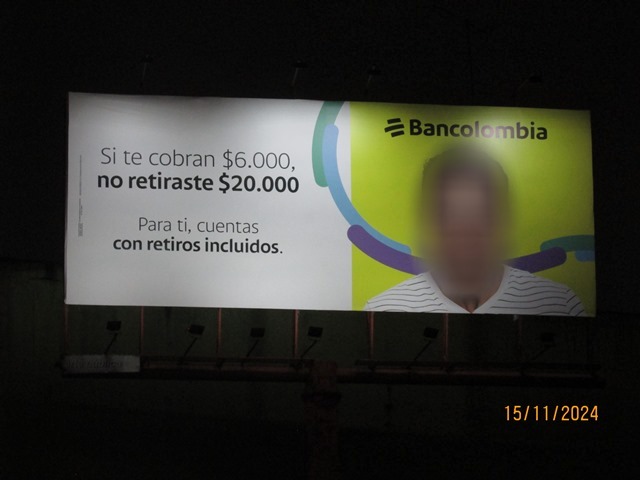 Si te cobran $6.000,
no retiraste $20.000
Para ti, cuentas
con retiros incluidos.
Bancolombia
15/11/2024